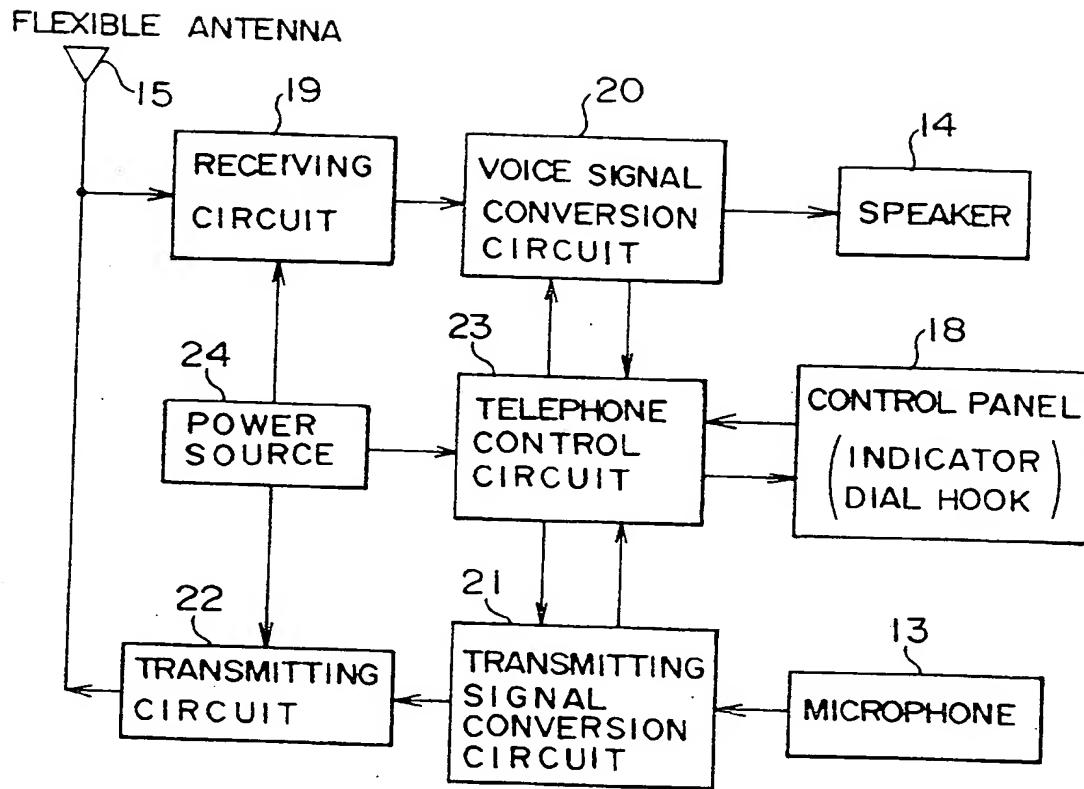 FLEXIBLE ANTENNA
15
19
20
14
RECEIVING
CIRCUIT
VOICE SIGNAL
CONVERSION
CIRCUIT
SPEAKER
24
23
18
POWER
SOURCE
TELEPHONE
CONTROL
CIRCUIT
CONTROL PANEL
(INDICATOR
DIAL HOOK)
22
21
13
TRANSMITTING
CIRCUIT
TRANSMITTING
SIGNAL
CONVERSION
CIRCUIT
MICROPHONE